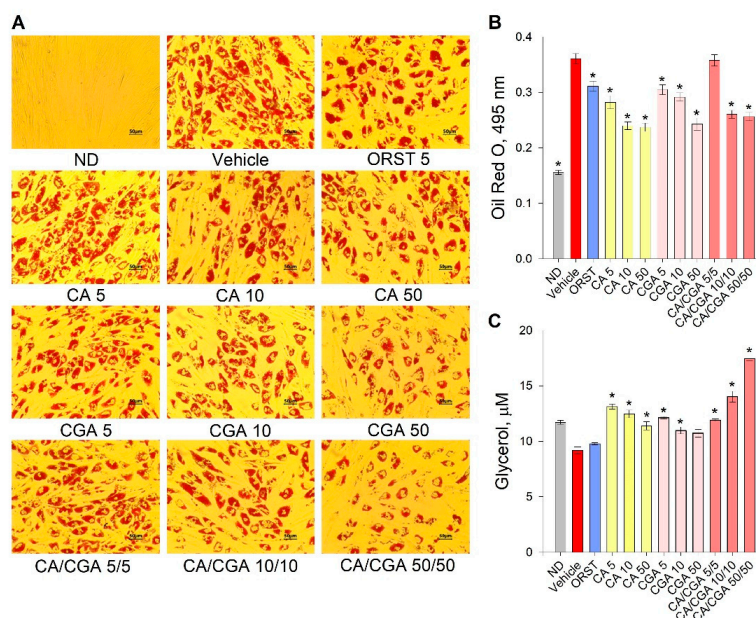 A
50µm
50µm
50µm
ND
Vehicle
ORST 5
50µm
50µm
50µm
CA 5
CA 10
CA 50
50µm
50µm
50µm
CGA 5
CGA 10
CGA 50
50µm
50µm
50µm
CA/CGA 5/5
CA/CGA 10/10
CA/CGA 50/50
B
Oil Red O, 495 nm
0.4
0.3
0.2
0.1
0.0
* * * * * * * * * * *
ND
Vehicle
ORST
CA 5
CA 10
CA 50
CGA 5
CGA 10
CGA 50
CA/CGA 5/5
CA/CGA 10/10
CA/CGA 50/50
C
Glycerol, µM
20
15
10
5
0
* * * * * * * *
ND
Vehicle
ORST
CA 5
CA 10
CA 50
CGA 5
CGA 10
CGA 50
CA/CGA 5/5
CA/CGA 10/10
CA/CGA 50/50